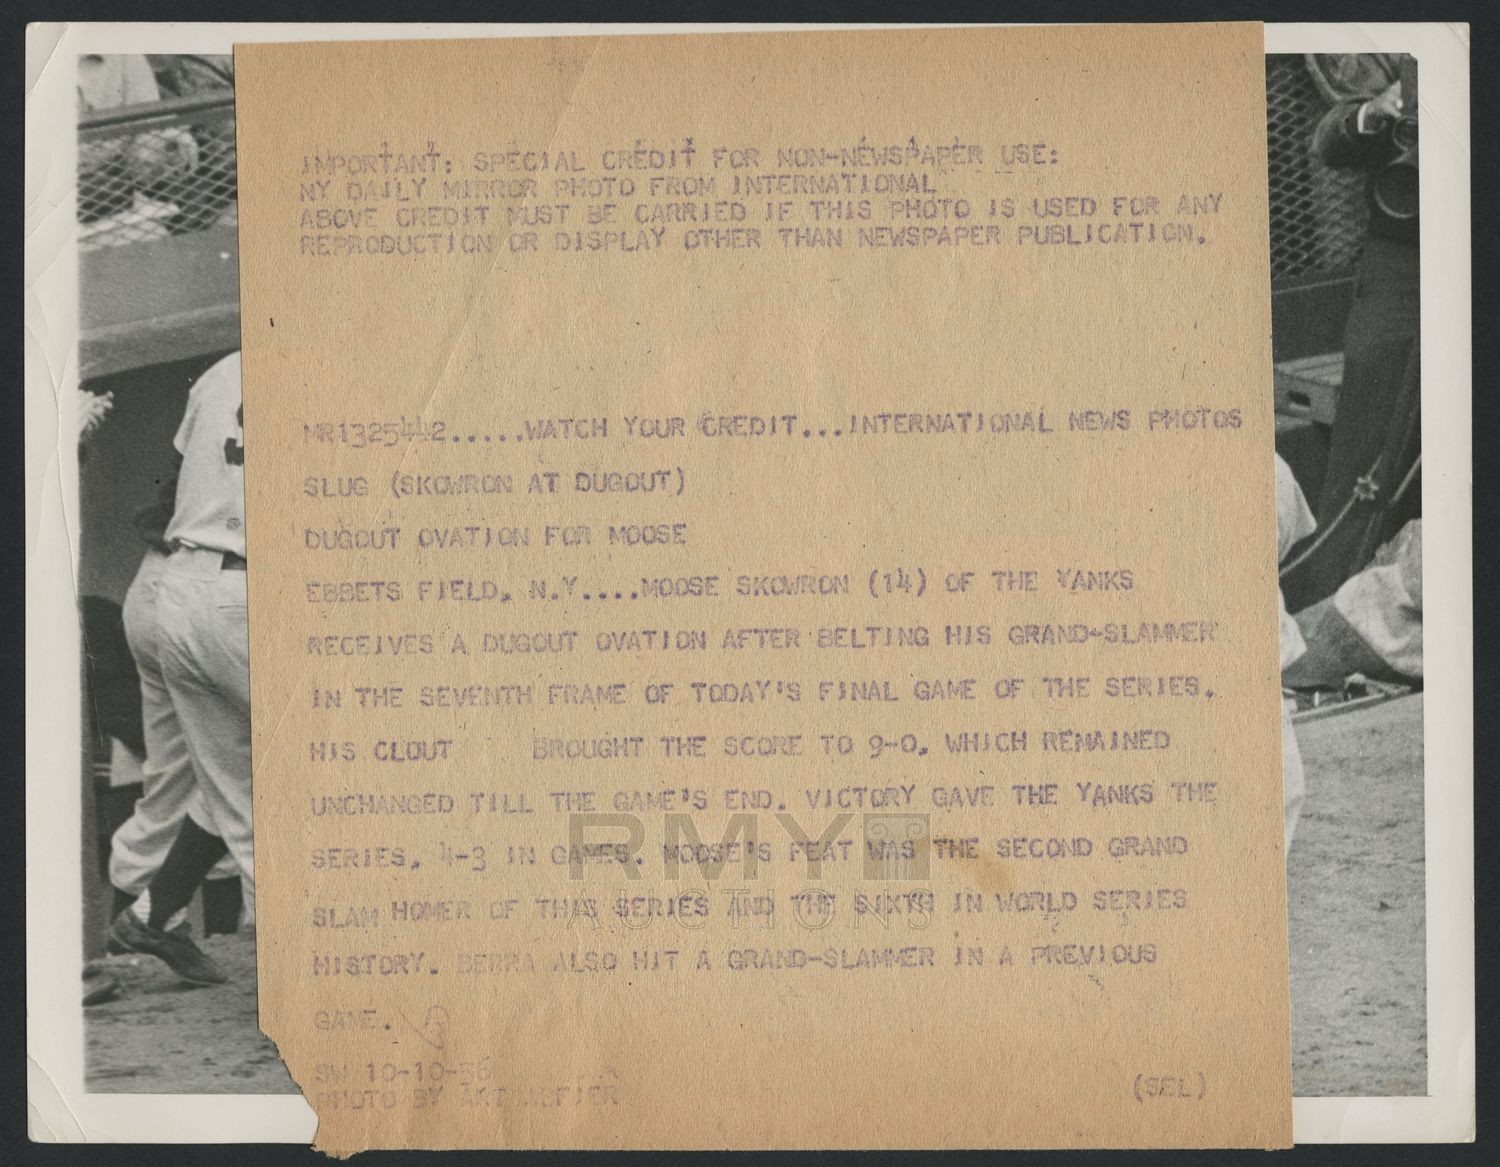 IMPORTANT: SPECIAL CREDIT FOR NON-NEWSPAPER USE:
NY DAILY MIRROR PHOTO FROM INTERNATIONAL
ABOVE CREDIT MUST BE CARRIED IF THIS PHOTO IS USED FOR ANY
REPRODUCTION OR DISPLAY OTHER THAN NEWSPAPER PUBLICATION.
MR1325442.....WATCH YOUR CREDIT...INTERNATIONAL NEWS PHOTOS
SLUG (SKOWRON AT DUGOUT)
DUGOUT OVATION FOR MOOSE
EBBETS FIELD, N.Y....MOOSE SKOWRON (14) OF THE YANKS
RECEIVES A DUGOUT OVATION AFTER BELTING HIS GRAND-SLAMMER
IN THE SEVENTH FRAME OF TODAY'S FINAL GAME OF THE SERIES.
HIS CLOUT BROUGHT THE SCORE TO 9-0, WHICH REMAINED
UNCHANGED TILL THE GAME'S END. VICTORY GAVE THE YANKS THE
SERIES, 4-3 IN GAMES. MOOSE'S FEAT WAS THE SECOND GRAND
SLAM HOMER OF THIS SERIES AND THE SIXTH IN WORLD SERIES
HISTORY. BERRA ALSO HIT A GRAND-SLAMMER IN A PREVIOUS
GAME.
SW 10-10-56
PHOTO BY
(SEL)
RMY
AUCTIONS